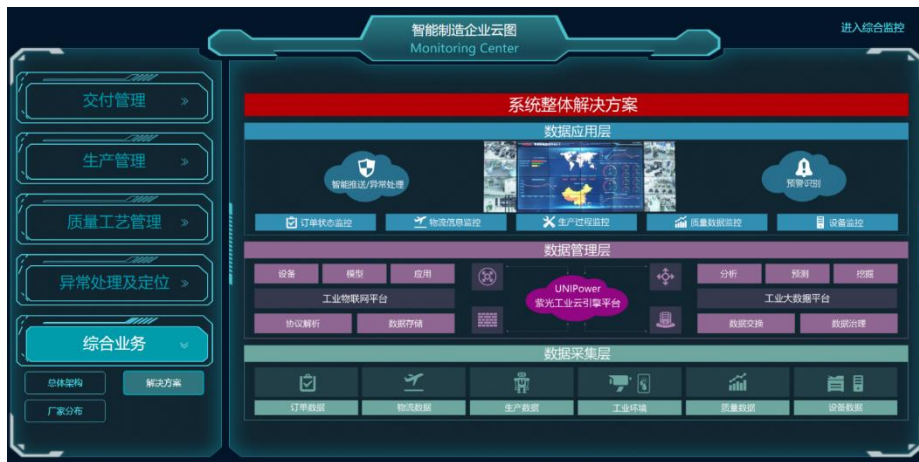 智能制造企业云图
Monitoring Center
进入综合监控
交付管理
生产管理
质量工艺管理
异常处理及定位
综合业务
总体架构
解决方案
厂家分布
系统整体解决方案
数据应用层
智能推送/异常处理
预警识别
订单状态监控
物流信息监控
生产过程监控
质量数据监控
设备监控
数据管理层
设备
模型
应用
工业物联网平台
协议解析
数据存储
UNIPower
紫光工业云引擎平台
分析
预测
挖掘
工业大数据平台
数据交换
数据治理
数据采集层
订单数据
物流数据
生产数据
工业环境
质量数据
设备数据